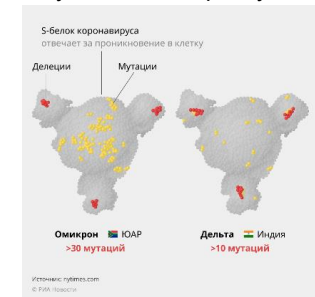 S-белок коронавируса
отвечает за проникновение в клетку
Делеции
Мутации
Омикрон ЮАР
>30 мутаций
Дельта Индия
>10 мутаций
Источник: nytimes.com
© РИА Новости